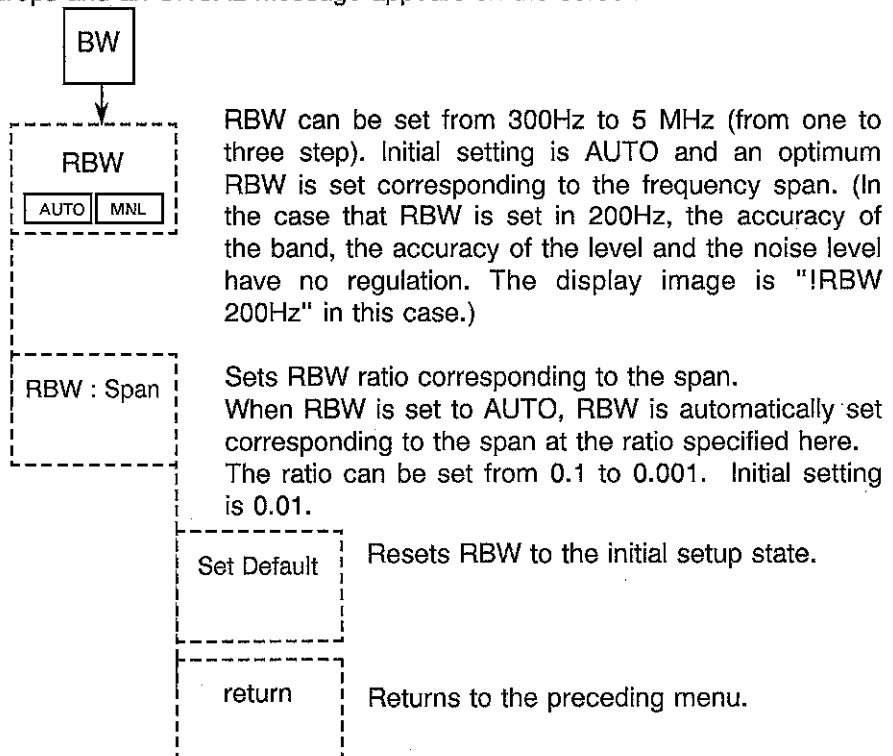 BW
RBW
AUTO MNL
RBW can be set from 300Hz to 5 MHz (from one to
three step). Initial setting is AUTO and an optimum
RBW is set corresponding to the frequency span. (In
the case that RBW is set in 200Hz, the accuracy of
the band, the accuracy of the level and the noise level
have no regulation. The display image is "!RBW
200Hz" in this case.)
RBW : Span
Sets RBW ratio corresponding to the span.
When RBW is set to AUTO, RBW is automatically set
corresponding to the span at the ratio specified here.
The ratio can be set from 0.1 to 0.001. Initial setting
is 0.01.
Set Default
Resets RBW to the initial setup state.
return
Returns to the preceding menu.